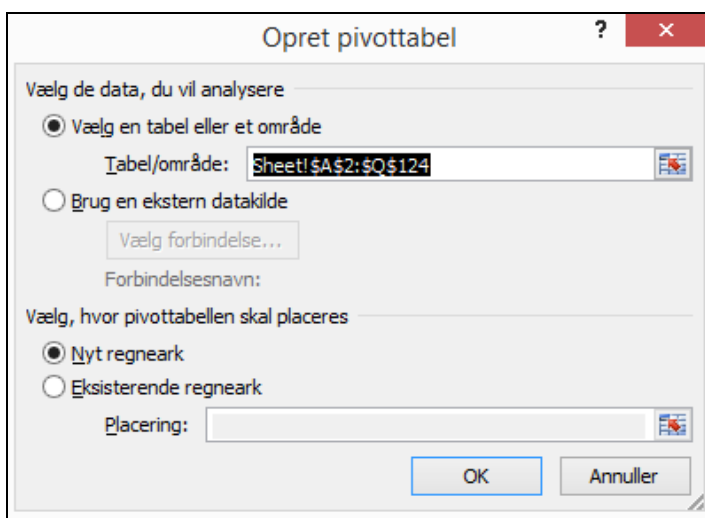 Opret pivottabel
?
×
Vælg de data, du vil analysere
Vælg en tabel eller et område
Tabel/område: Sheet!$A$2:$Q$124
Brug en ekstern datakilde
Vælg forbindelse...
Forbindelsesnavn:
Vælg, hvor pivottabellen skal placeres
Nyt regneark
Eksisterende regneark
Placering:
OK Annuller